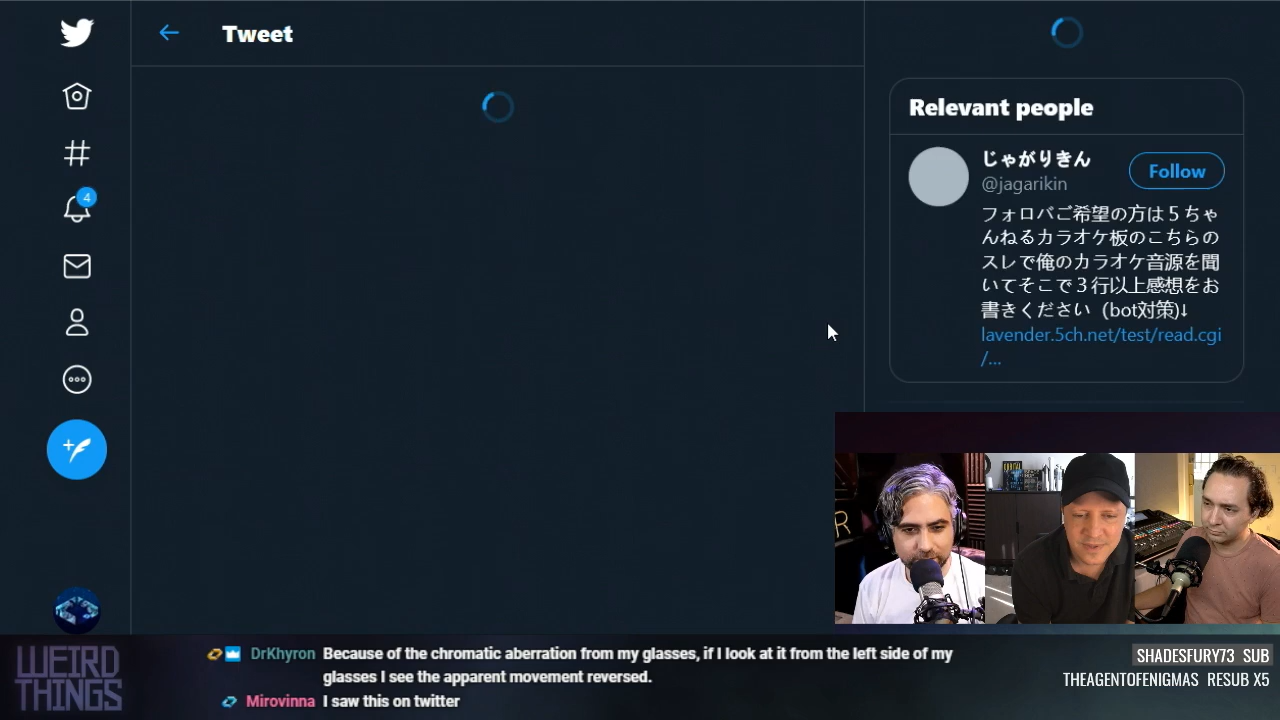 Tweet
4
Relevant people
じゃがりきん
@jagarikin
Follow
フォロバご希望の方は５ちゃ
んねるカラオケ板のこちらの
スレで俺のカラオケ音源を聞
いてそこで３行以上感想をお
書きください（bot対策)↓
lavender.5ch.net/test/read.cgi
/...
WEIRD
THINGS
DrKhyron Because of the chromatic aberration from my glasses, if I look at it from the left side of my
glasses I see the apparent movement reversed.
Mirovinna I saw this on twitter
SHADESFURY73 SUB
THEAGENTOFENIGMAS RESUB X5